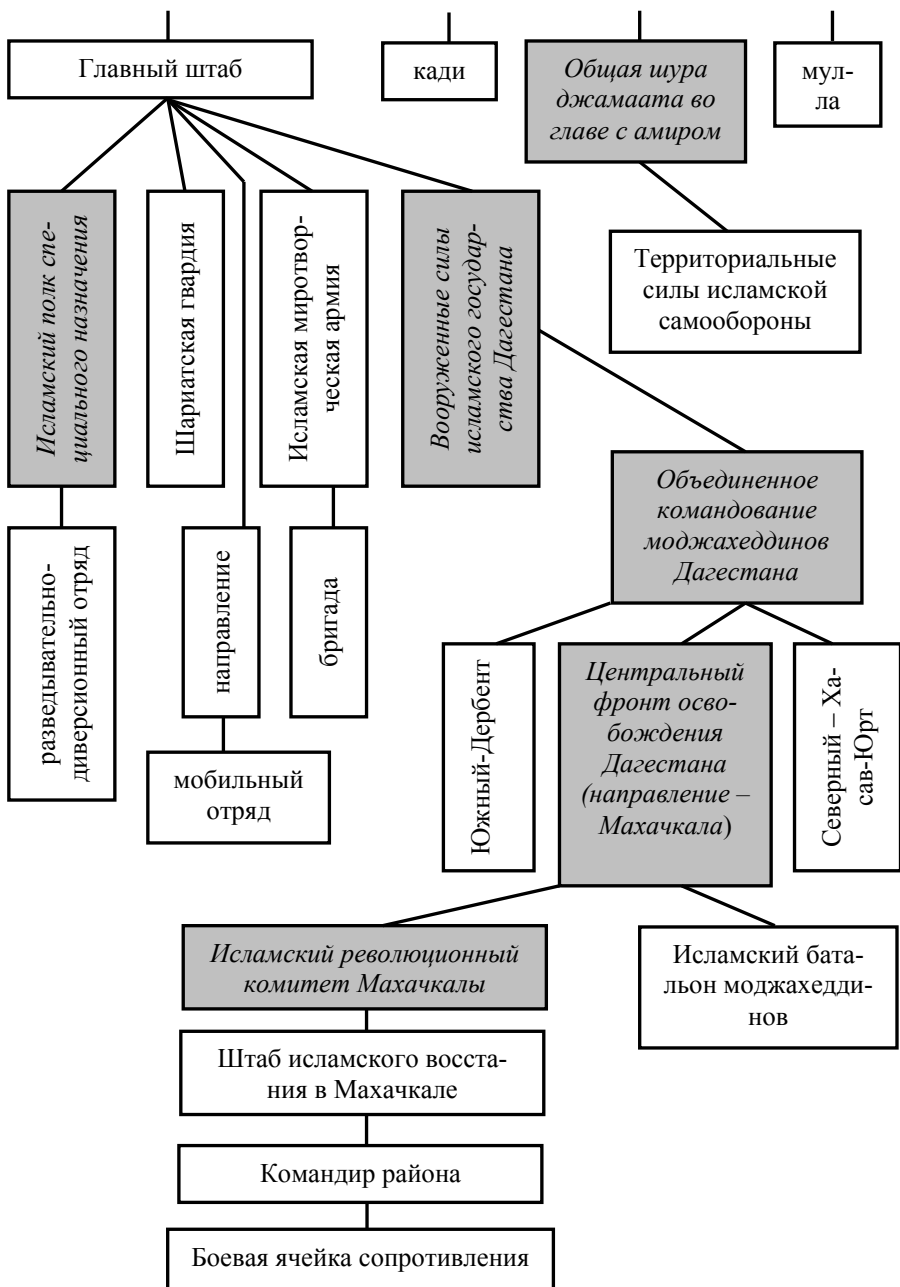 Главный штаб
кади
Общая шура
джамаата во
главе с амиром
мул-
ла
Исламский полк спе-
циального назначения
Шариатская гвардия
Исламская миротвор-
ческая армия
Вооруженные силы
исламского государ-
ства Дагестана
Территориальные
силы исламской
самообороны
Объединенное
командование
моджахеддинов
Дагестана
разведывательно-
диверсионный отряд
направление
бригада
мобильный
отряд
Южный-Дербент
Центральный
фронт осво-
бождения
Дагестана
(направление –
Махачкала)
Северный – Ха-
сав-Юрт
Исламский революционный
комитет Махачкалы
Исламский бата-
льон моджахедди-
нов
Штаб исламского восста-
ния в Махачкале
Командир района
Боевая ячейка сопротивления